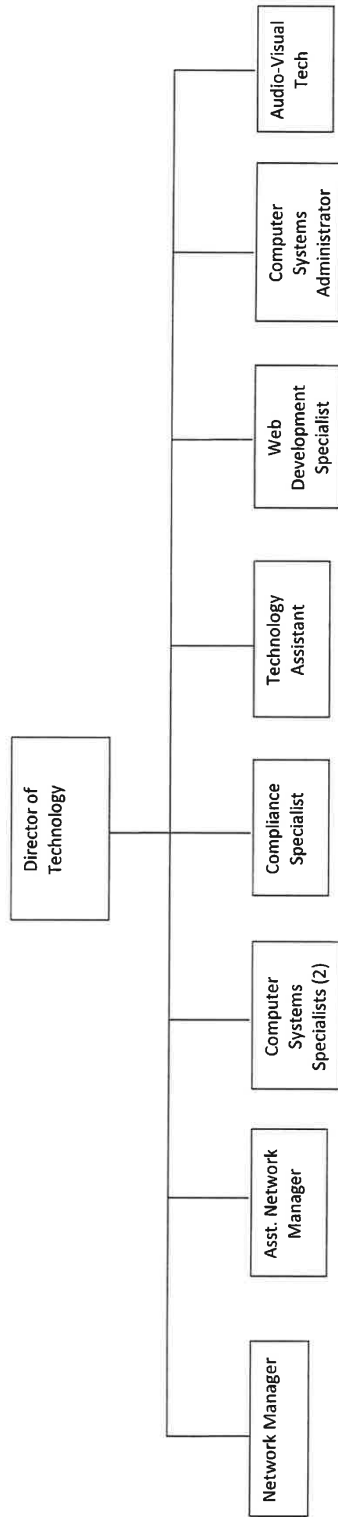 Director of
Technology
Network Manager
Asst. Network
Manager
Computer
Systems
Specialists (2)
Compliance
Specialist
Technology
Assistant
Web
Development
Specialist
Computer
Systems
Administrator
Audio-Visual
Tech